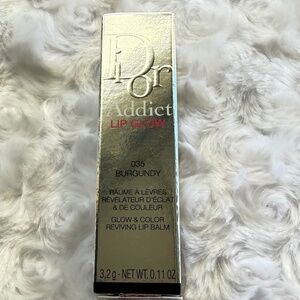 Dior
Addict
LIP GLOW
035
BURGUNDY
BAUME À LÈVRES
RÉVÉLATEUR D'ÉCLAT
& DE COULEUR
GLOW & COLOR
REVIVING LIP BALM
3,2 g - NET WT. 0.11 OZ